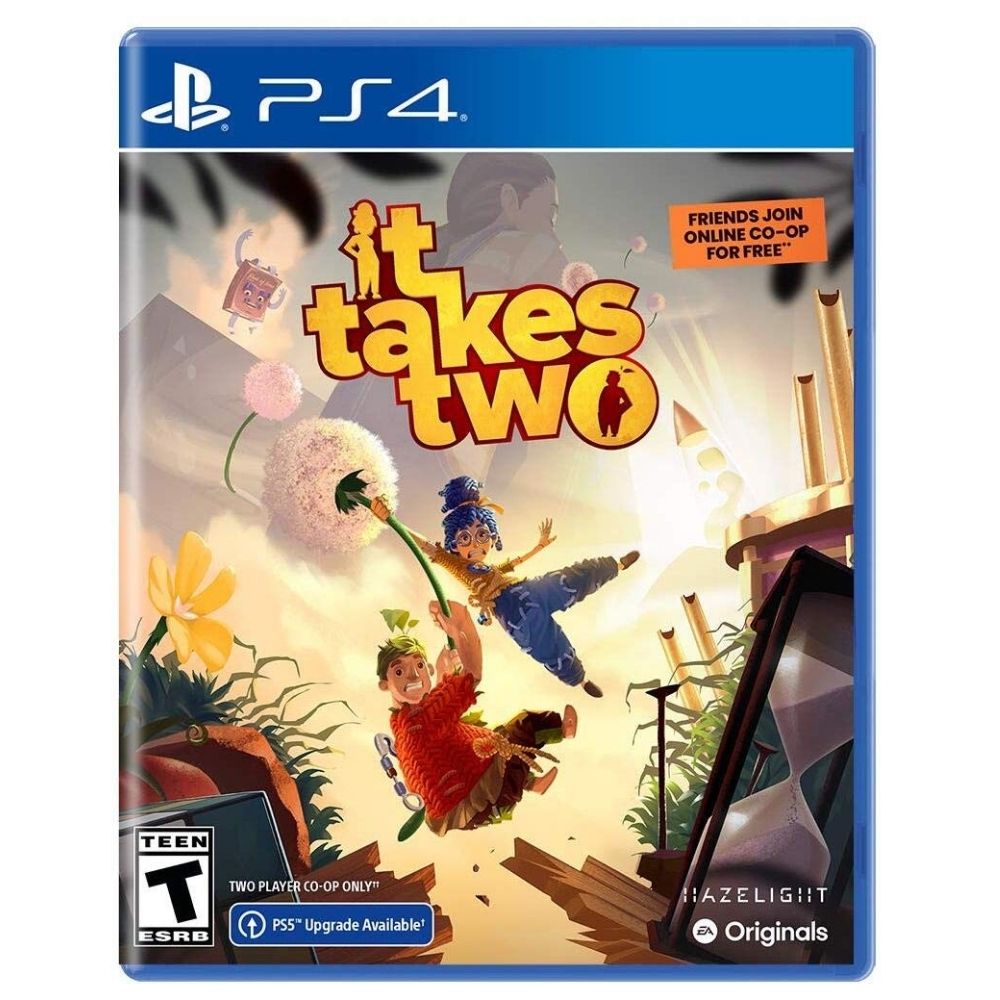 PS4
FRIENDS JOIN
ONLINE CO-OP
FOR FREE**
it
takes
two
TEEN
T
ESRB
TWO PLAYER CO-OP ONLY††
PS5™ Upgrade Available†
HAZELIGHT
EA Originals